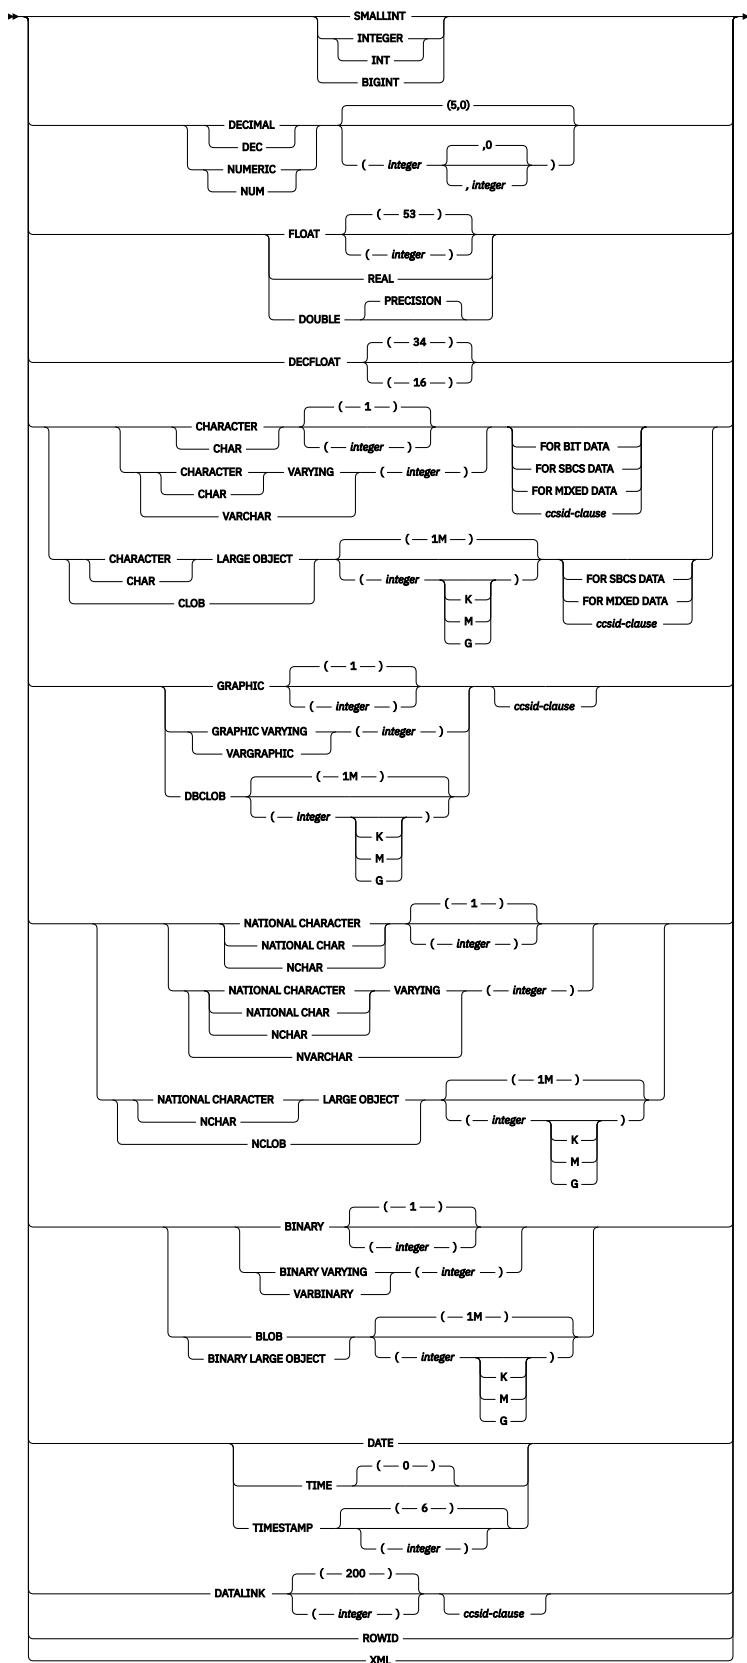 SMALLINT
INTEGER
INT
BIGINT
(5,0)
DECIMAL
DEC
,0
NUMERIC
( integer )
NUM
, integer
( 53 )
FLOAT
( integer )
REAL
PRECISION
DOUBLE
( 34 )
DECFLOAT
( 16 )
( 1 )
CHARACTER
CHAR
( integer )
FOR BIT DATA
CHARACTER VARYING ( integer )
FOR SBCS DATA
CHAR
FOR MIXED DATA
VARCHAR
ccsid-clause
( 1M )
CHARACTER LARGE OBJECT
CHAR
( integer )
FOR SBCS DATA
CLOB
K
FOR MIXED DATA
M
ccsid-clause
G
( 1 )
GRAPHIC
( integer )
ccsid-clause
GRAPHIC VARYING ( integer )
VARGRAPHIC
( 1M )
DBCLOB
( integer )
K
M
G
( 1 )
NATIONAL CHARACTER
NATIONAL CHAR
( integer )
NCHAR
NATIONAL CHARACTER VARYING ( integer )
NATIONAL CHAR
NCHAR
NVARCHAR
( 1M )
NATIONAL CHARACTER LARGE OBJECT
NCHAR
( integer )
NCLOB
K
M
G
( 1 )
BINARY
( integer )
BINARY VARYING ( integer )
VARBINARY
( 1M )
BLOB
BINARY LARGE OBJECT
( integer )
K
M
G
DATE
( 0 )
TIME
( 6 )
TIMESTAMP
( integer )
( 200 )
DATALINK
( integer )
ccsid-clause
ROWID
XML